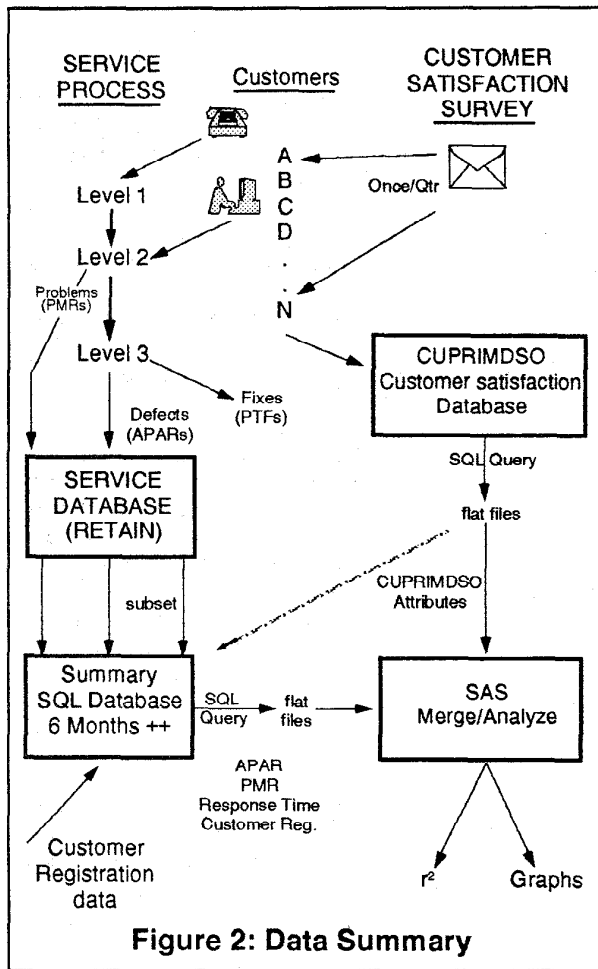 SERVICE
PROCESS
Customers
CUSTOMER
SATISFACTION
SURVEY
A
B
C
D
.
.
N
Once/Qtr
Level 1
Level 2
Problems
(PMRs)
Level 3
Fixes
(PTFs)
Defects
(APARs)
CUPRIMDSO
Customer satisfaction
Database
SQL Query
flat files
CUPRIMDSO
Attributes
SERVICE
DATABASE
(RETAIN)
subset
Summary
SQL Database
6 Months ++
SQL
Query
flat
files
SAS
Merge/Analyze
APAR
PMR
Response Time
Customer Reg.
Customer
Registration
data
r²
Graphs
Figure 2: Data Summary